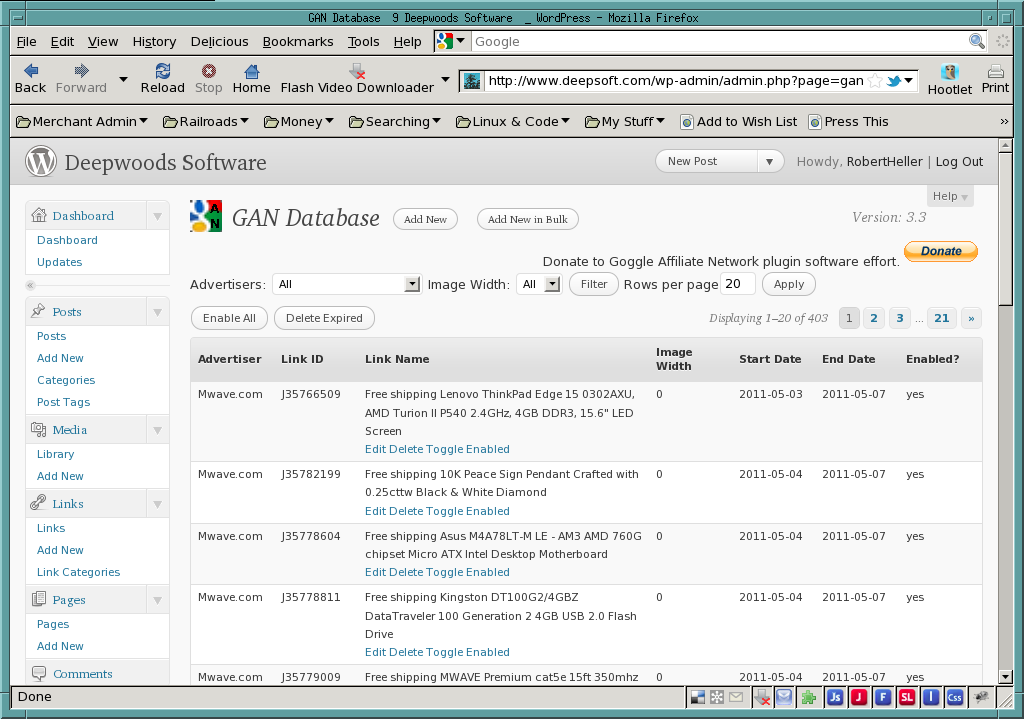 GAN Database 9 Deepwoods Software _ WordPress - Mozilla Firefox
File Edit View History Delicious Bookmarks Tools Help Google
Back Forward Reload Stop Home Flash Video Downloader http://www.deepsoft.com/wp-admin/admin.php?page=gan Hootlet Print
Merchant Admin Railroads Money Searching Linux & Code My Stuff Add to Wish List Press This »
Deepwoods Software New Post Howdy, RobertHeller | Log Out
Help
Dashboard
Dashboard
Updates
Posts
Posts
Add New
Categories
Post Tags
Media
Library
Add New
Links
Links
Add New
Link Categories
Pages
Pages
Add New
Comments
GAN
GAN Database Add New Add New in Bulk Version: 3.3
Donate to Goggle Affiliate Network plugin software effort. Donate
Advertisers: All Image Width: All Filter Rows per page 20 Apply
Enable All Delete Expired Displaying 1–20 of 403 1 2 3 ... 21 »
Advertiser Link ID Link Name Image Width Start Date End Date Enabled?
Mwave.com J35766509 Free shipping Lenovo ThinkPad Edge 15 0302AXU, 0 2011-05-03 2011-05-07 yes
AMD Turion II P540 2.4GHz, 4GB DDR3, 15.6" LED
Screen
Edit Delete Toggle Enabled
Mwave.com J35782199 Free shipping 10K Peace Sign Pendant Crafted with 0 2011-05-04 2011-05-07 yes
0.25cttw Black & White Diamond
Edit Delete Toggle Enabled
Mwave.com J35778604 Free shipping Asus M4A78LT-M LE - AM3 AMD 760G 0 2011-05-04 2011-05-07 yes
chipset Micro ATX Intel Desktop Motherboard
Edit Delete Toggle Enabled
Mwave.com J35778811 Free shipping Kingston DT100G2/4GBZ 0 2011-05-04 2011-05-07 yes
DataTraveler 100 Generation 2 4GB USB 2.0 Flash
Drive
Edit Delete Toggle Enabled
Mwave.com J35779009 Free shipping MWAVE Premium cat5e 15ft 350mhz 0 2011-05-04 2011-05-07 yes
Done Js J F SL I Css